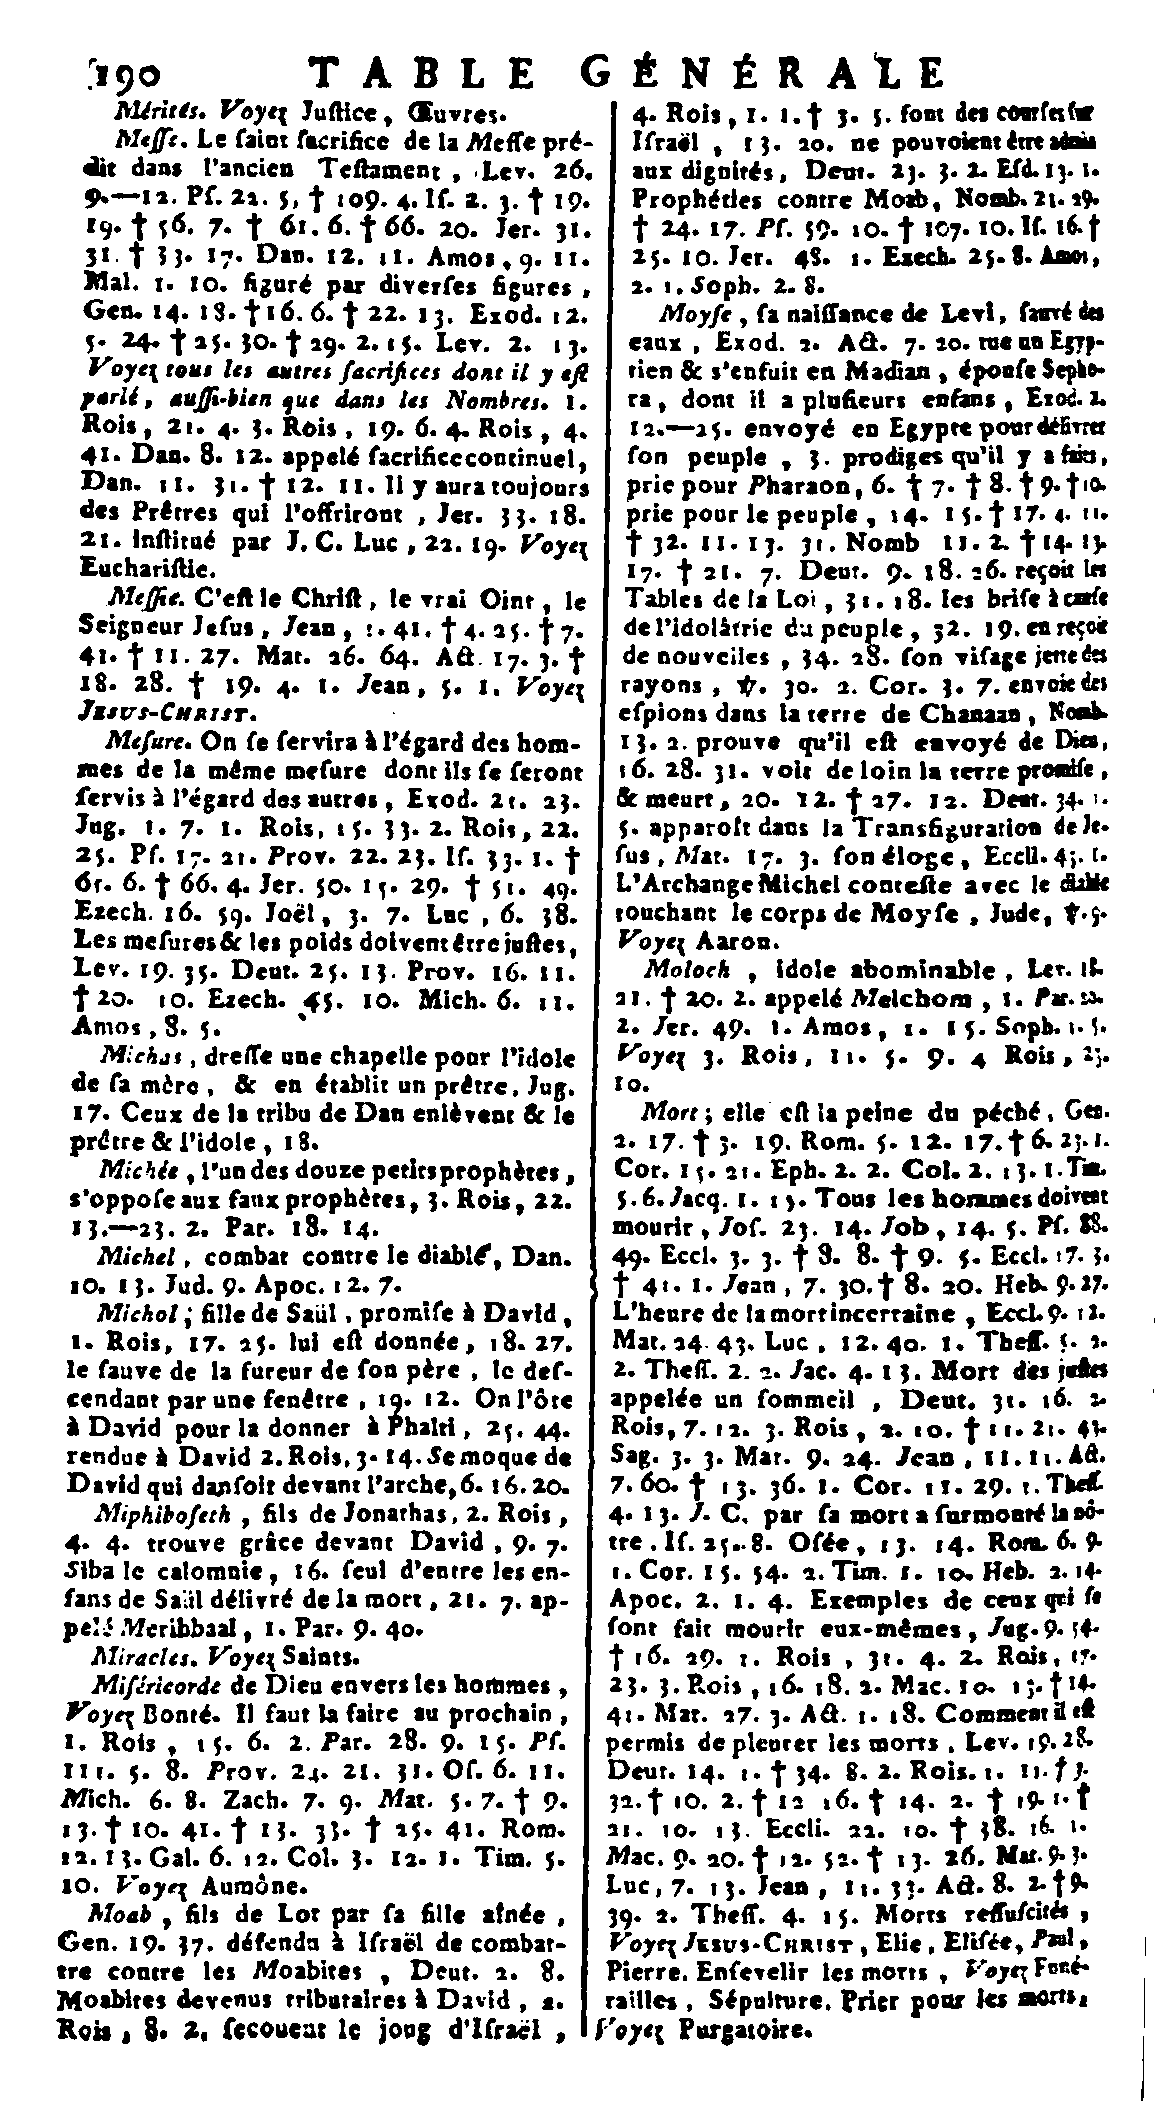 190 TABLE GÉNÉRALE
Mérités. Voyez Juſtice, Œuvres.
Meſſe. Le ſaint ſacrifice de la Meſſe pré-
dit dans l'ancien Teſtament, Lev. 26.
9.—12. Pſ. 22. 5, † 109. 4. Iſ. 2. 3. † 19.
19. † 56. 7. † 61. 6. † 66. 20. Jer. 31.
31. † 33. 17. Dan. 12. 11. Amos, 9. 11.
Mal. 1. 10. figuré par diverſes figures,
Gen. 14. 18. † 16. 6. † 22. 13. Exod. 12.
5. 24. † 25. 30. † 29. 2. 15. Lev. 2. 13.
Voyez tous les autres ſacrifices dont il y eſt
parlé, auſſi-bien que dans les Nombres. 1.
Rois, 21. 4. 3. Rois, 19. 6. 4. Rois, 4.
41. Dan. 8. 12. appelé ſacrifice continuel,
Dan. 11. 31. † 12. 11. Il y aura toujours
des Prêtres qui l'offriront, Jer. 33. 18.
21. inſtitué par J. C. Luc, 22. 19. Voyez
Euchariſtie.
Meſſie. C'eſt le Chriſt, le vrai Oint, le
Seigneur Jeſus, Jean, 1. 41. † 4. 25. † 7.
41. † 11. 27. Mat. 26. 64. Act. 17. 3. †
18. 28. † 19. 4. 1. Jean, 5. 1. Voyez
JESUS-CHRIST.
Meſure. On ſe ſervira à l'égard des hom-
mes de la même meſure dont ils ſe ſeront
ſervis à l'égard des autres, Exod. 21. 23.
Jug. 1. 7. 1. Rois, 15. 33. 2. Rois, 22.
25. Pſ. 17. 21. Prov. 22. 23. Iſ. 33. 1. †
65. 6. † 66. 4. Jer. 50. 15. 29. † 51. 49.
Ezech. 16. 59. Joël, 3. 7. Luc, 6. 38.
Les meſures & les poids doivent être juſtes,
Lev. 19. 35. Deut. 25. 13. Prov. 16. 11.
† 20. 10. Ezech. 45. 10. Mich. 6. 11.
Amos, 8. 5.
Michas, dreſſe une chapelle pour l'idole
de ſa mère, & en établit un prêtre, Jug.
17. Ceux de la tribu de Dan enlèvent & le
prêtre & l'idole, 18.
Michée, l'un des douze petits prophètes,
s'oppoſe aux faux prophètes, 3. Rois, 22.
13.—23. 2. Par. 18. 14.
Michel, combat contre le diable, Dan.
10. 13. Jud. 9. Apoc. 12. 7.
Michol; fille de Saül, promiſe à David,
1. Rois, 17. 25. lui eſt donnée, 18. 27.
le ſauve de la fureur de ſon père, le deſ-
cendant par une fenêtre, 19. 12. On l'ôte
à David pour la donner à Phalti, 25. 44.
rendue à David 2. Rois, 3. 14. Se moque de
David qui danſoit devant l'arche, 6. 16. 20.
Miphiboſeth, fils de Jonathas, 2. Rois,
4. 4. trouve grâce devant David, 9. 7.
Siba le calomnie, 16. ſeul d'entre les en-
fans de Saül délivré de la mort, 21. 7. ap-
pelé Meribbaal, 1. Par. 9. 40.
Miracles. Voyez Saints.
Miſéricorde de Dieu envers les hommes,
Voyez Bonté. Il faut la faire au prochain,
1. Rois, 15. 6. 2. Par. 28. 9. 15. Pſ.
111. 5. 8. Prov. 24. 21. 31. Oſ. 6. 11.
Mich. 6. 8. Zach. 7. 9. Mat. 5. 7. † 9.
13. † 10. 41. † 13. 33. † 25. 41. Rom.
12. 13. Gal. 6. 12. Col. 3. 12. 1. Tim. 5.
10. Voyez Aumône.
Moab, fils de Lot par ſa fille aînée,
Gen. 19. 37. défendu à Iſraël de combat-
tre contre les Moabites, Deut. 2. 8.
Moabites devenus tributaires à David, 2.
Rois, 8. 2. ſecouent le joug d'Iſraël,
4. Rois, 1. 1. † 3. 5. font des courſes ſur
Iſraël, 13. 20. ne pouvoient être admis
aux dignités, Deut. 23. 3. 2. Eſd. 13. 1.
Prophéties contre Moab, Nomb. 21. 29.
† 24. 17. Pſ. 59. 10. † 107. 10. Iſ. 16. †
25. 10. Jer. 48. 1. Ezech. 25. 8. Amos,
2. 1. Soph. 2. 8.
Moyſe, ſa naiſſance de Levi, ſauvé des
eaux, Exod. 2. Act. 7. 20. tue un Egyp-
tien & s'enfuit en Madian, épouſe Sepho-
ra, dont il a pluſieurs enfans, Exod. 2.
12.—25. envoyé en Egypte pour délivrer
ſon peuple, 3. prodiges qu'il y a faits,
prie pour Pharaon, 6. † 7. † 8. † 9. † 10.
prie pour le peuple, 14. 15. † 17. 4. 11.
† 32. 11. 13. 31. Nomb 11. 2. † 14. 13.
17. † 21. 7. Deut. 9. 18. 26. reçoit les
Tables de la Loi, 31. 18. les briſe à cauſe
de l'idolâtrie du peuple, 32. 19. en reçoit
de nouvelles, 34. 28. ſon viſage jette des
rayons, ℣. 30. 2. Cor. 3. 7. envoie des
eſpions dans la terre de Chanaan, Nomb.
13. 2. prouve qu'il eſt envoyé de Dieu,
16. 28. 31. voit de loin la terre promiſe,
& meurt, 20. 12. † 27. 12. Deut. 34. 1.
5. apparoît dans la Transfiguration de Je-
ſus, Mat. 17. 3. ſon éloge, Eccli. 45. 1.
L'Archange Michel conteſte avec le diable
touchant le corps de Moyſe, Jude, ℣. 9.
Voyez Aaron.
Moloch, idole abominable, Lev. 18.
21. † 20. 2. appelé Melchom, 1. Par. 20.
2. Jer. 49. 1. Amos, 1. 15. Soph. 1. 5.
Voyez 3. Rois, 11. 5. 9. 4 Rois, 23.
10.
Mort; elle eſt la peine du péché, Gen.
2. 17. † 3. 19. Rom. 5. 12. 17. † 6. 23. 1.
Cor. 15. 21. Eph. 2. 2. Col. 2. 13. 1. Tim.
5. 6. Jacq. 1. 15. Tous les hommes doivent
mourir, Joſ. 23. 14. Job, 14. 5. Pſ. 88.
49. Eccl. 3. 3. † 8. 8. † 9. 5. Eccl. 17. 3.
† 41. 1. Jean, 7. 30. † 8. 20. Heb. 9. 27.
L'heure de la mort incertaine, Eccl. 9. 12.
Mat. 24. 43. Luc, 12. 40. 1. Theſſ. 5. 2.
2. Theſſ. 2. 2. Jac. 4. 13. Mort des juſtes
appelée un ſommeil, Deut. 31. 16. 2.
Rois, 7. 12. 3. Rois, 2. 10. † 11. 21. 43.
Sag. 3. 3. Mat. 9. 24. Jean, 11. 11. Act.
7. 60. † 13. 36. 1. Cor. 11. 29. 1. Theſſ.
4. 13. J. C. par ſa mort a ſurmonté la nô-
tre. Iſ. 25. 8. Oſée, 13. 14. Rom. 6. 9.
1. Cor. 15. 54. 2. Tim. 1. 10. Heb. 2. 14.
Apoc. 2. 1. 4. Exemples de ceux qui ſe
ſont fait mourir eux-mêmes, Jug. 9. 54.
† 16. 29. 1. Rois, 31. 4. 2. Rois, 17.
23. 3. Rois, 16. 18. 2. Mac. 10. 13. † 14.
41. Mat. 27. 3. Act. 1. 18. Comment il eſt
permis de pleurer les morts, Lev. 19. 28.
Deut. 14. 1. † 34. 8. 2. Rois. 1. 11. † 3.
32. † 10. 2. † 12 16. † 14. 2. † 19. 1. †
21. 10. 13. Eccli. 22. 10. † 38. 16. 1.
Mac. 9. 20. † 12. 52. † 13. 26. Mat. 9. 3.
Luc, 7. 13. Jean, 11. 33. Act. 8. 2. † 9.
39. 2. Theſſ. 4. 15. Morts reſſuſcités,
Voyez JESUS-CHRIST, Elie, Eliſée, Paul,
Pierre. Enſevelir les morts, Voyez Funé-
railles, Sépulture. Prier pour les morts,
Voyez Purgatoire.